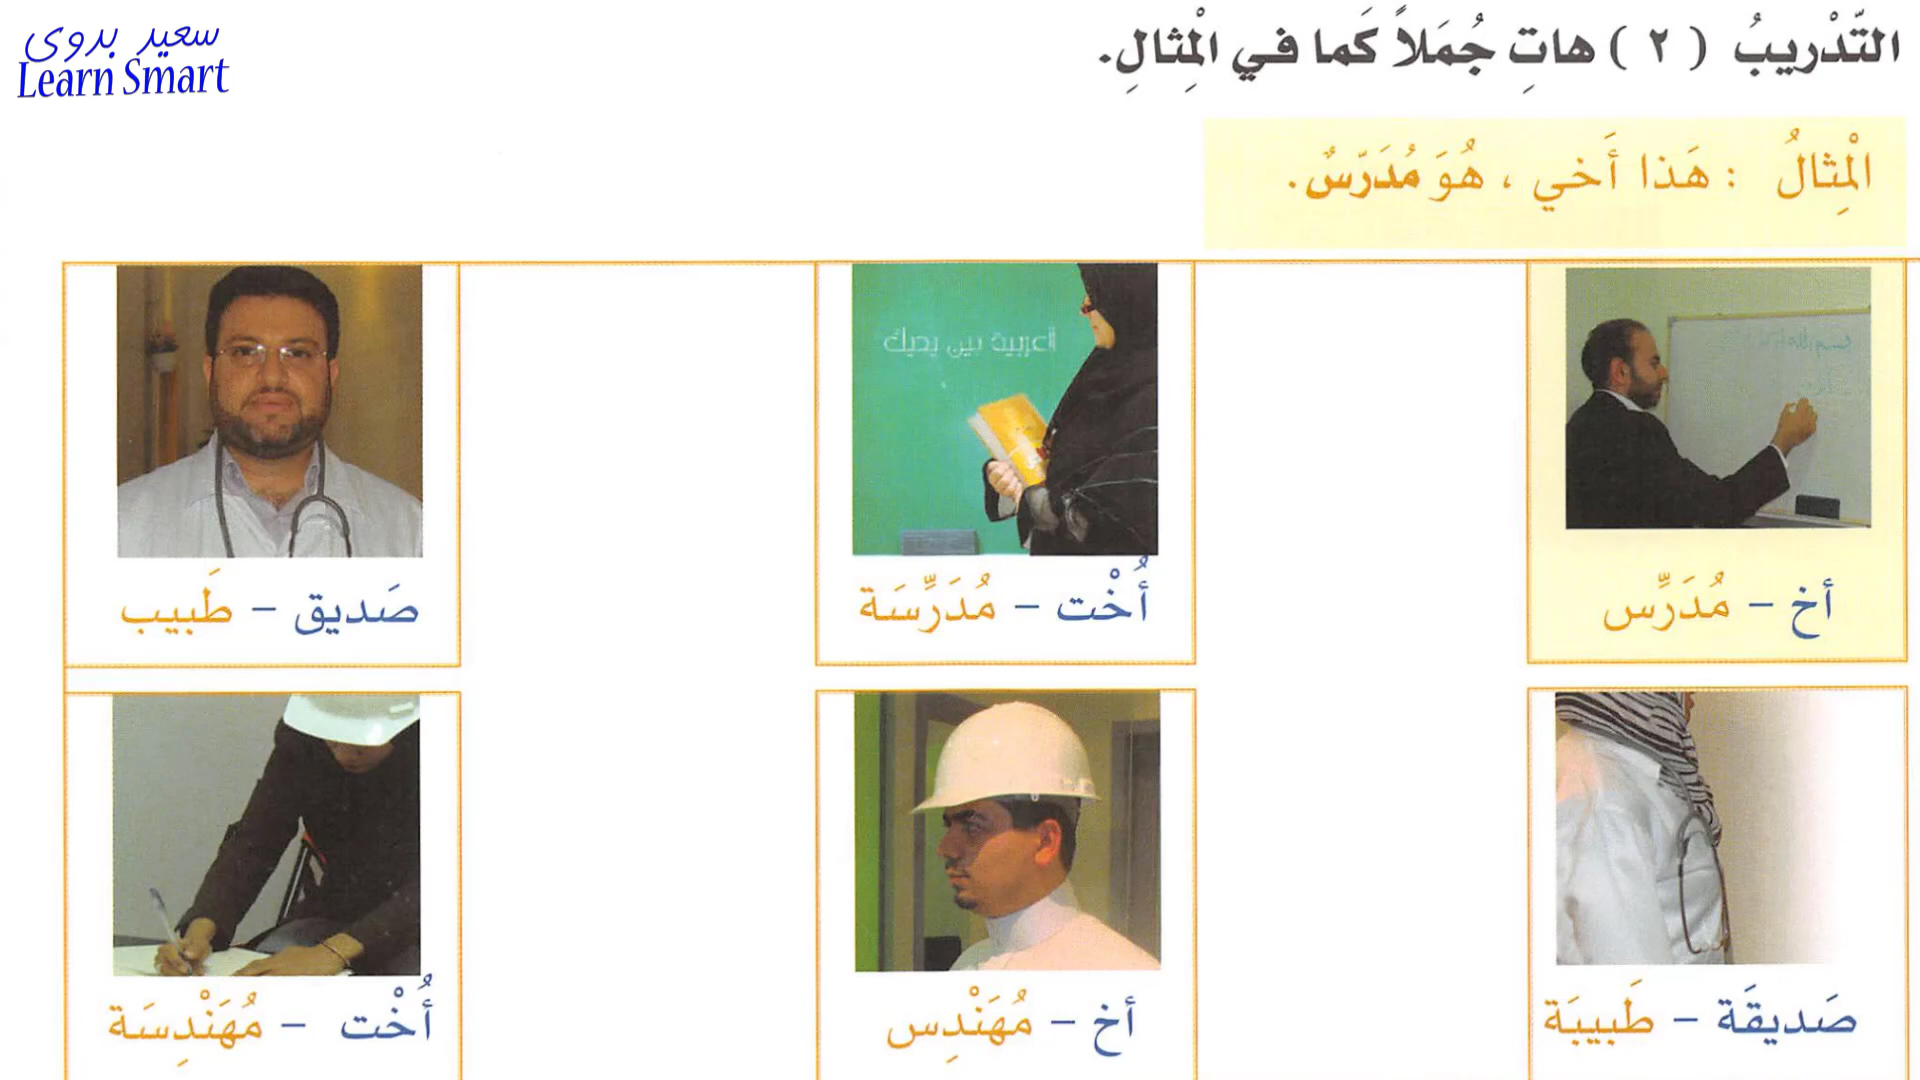 سعيد بدوى
Learn Smart
التَّدْريبُ ( ٢ ) هاتِ جُمَلاً كَما في الْمِثالِ.
الْمِثالُ : هَذا أَخي ، هُوَ مُدَرّسٌ.
العربية بين يديك
أخ – مُدَرِّس
أُخْت – مُدَرِّسَة
صَديق – طَبيب
صَديقَة – طَبيبَة
أخ – مُهَنْدِس
أُخْت – مُهَنْدِسَة